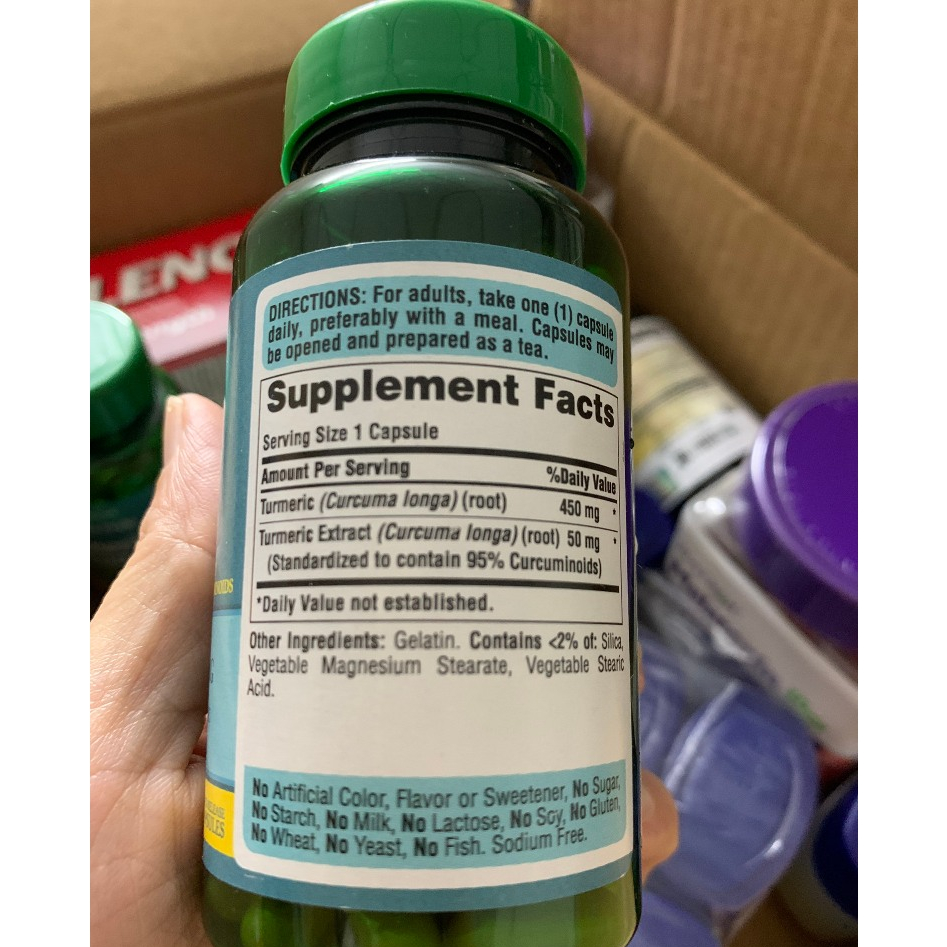 LENC
DIRECTIONS: For adults, take one (1) capsule
daily, preferably with a meal. Capsules may
be opened and prepared as a tea.
Supplement Facts
Serving Size 1 Capsule
Amount Per Serving %Daily Value
Turmeric (Curcuma longa) (root) 450 mg *
Turmeric Extract (Curcuma longa) (root) 50 mg *
(Standardized to contain 95% Curcuminoids)
*Daily Value not established.
Other Ingredients: Gelatin. Contains <2% of: Silica,
Vegetable Magnesium Stearate, Vegetable Stearic
Acid.
No Artificial Color, Flavor or Sweetener, No Sugar,
No Starch, No Milk, No Lactose, No Soy, No Gluten,
No Wheat, No Yeast, No Fish. Sodium Free.